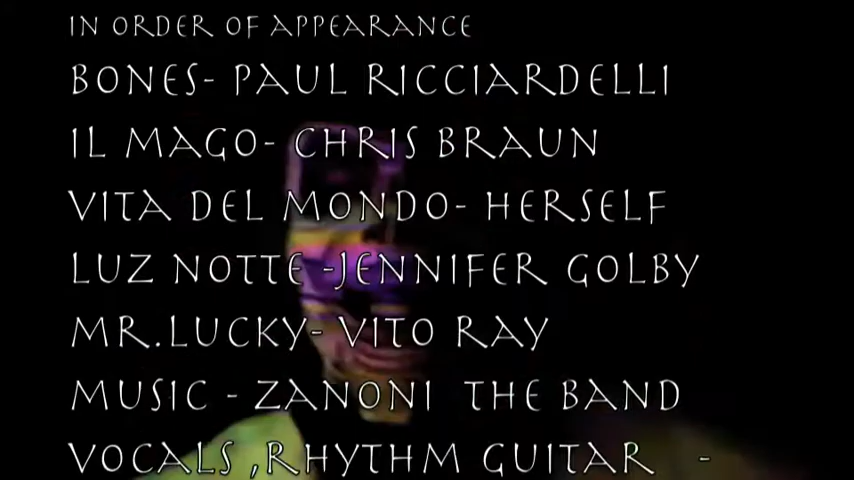 IN ORDER OF APPEARANCE
BONES- PAUL RICCIARDELLI
IL MAGO- CHRIS BRAUN
VITA DEL MONDO- HERSELF
LUZ NOTTE -JENNIFER GOLBY
MR.LUCKY- VITO RAY
MUSIC - ZANONI THE BAND
VOCALS ,RHYTHM GUITAR -